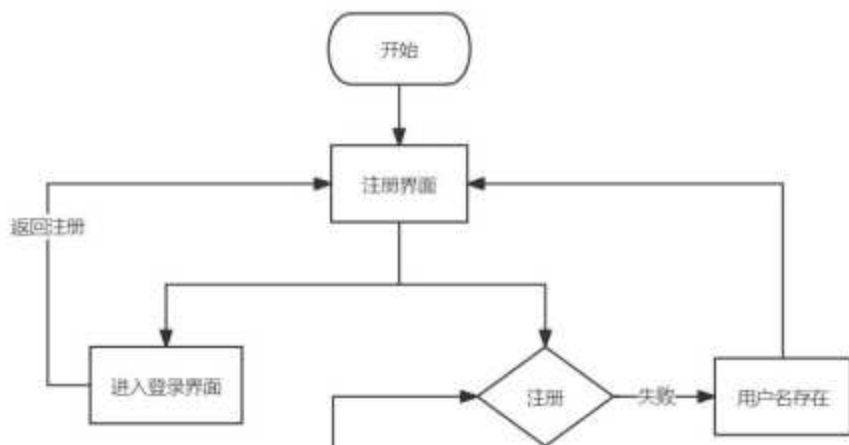 开始
注册界面
返回注册
进入登录界面
注册
失败
用户名存在